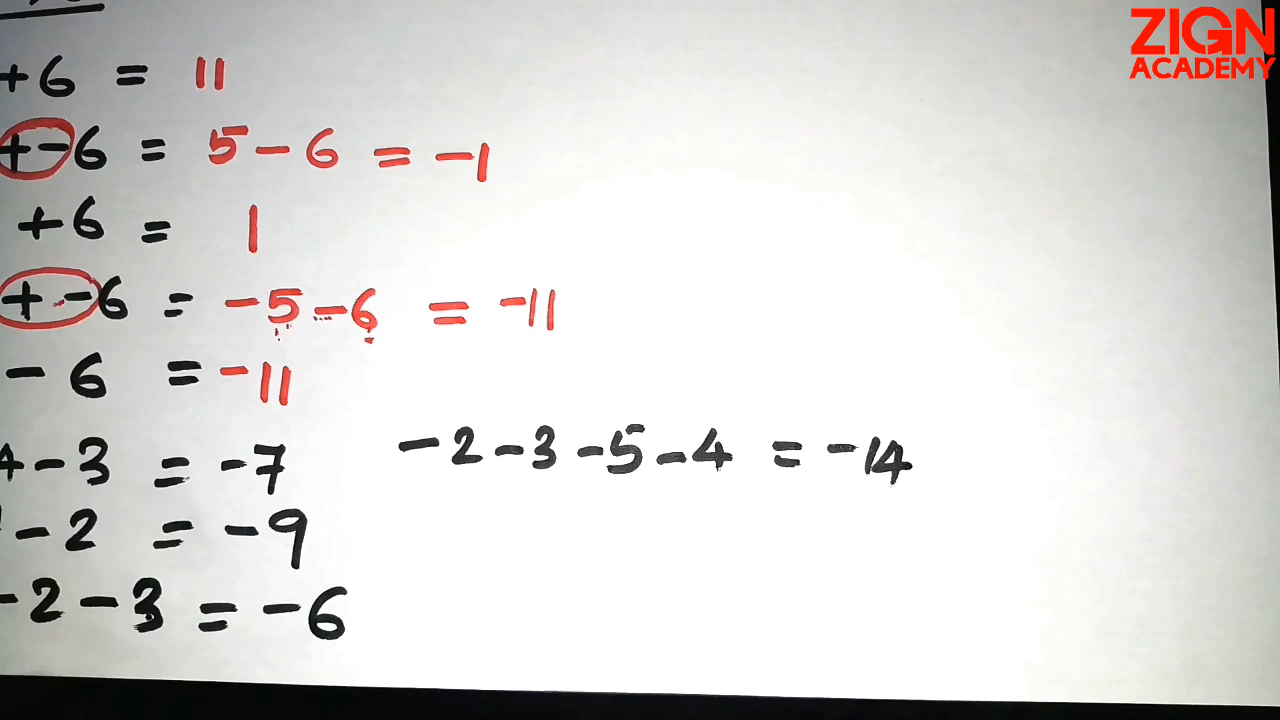 ZIGN
ACADEMY
+6 = 11
+-6 = 5-6 = -1
+6 = 1
+-6 = -5-6 = -11
-6 = -11
4-3 = -7
-2-3-5-4 = -14
-2 = -9
-2-3 = -6